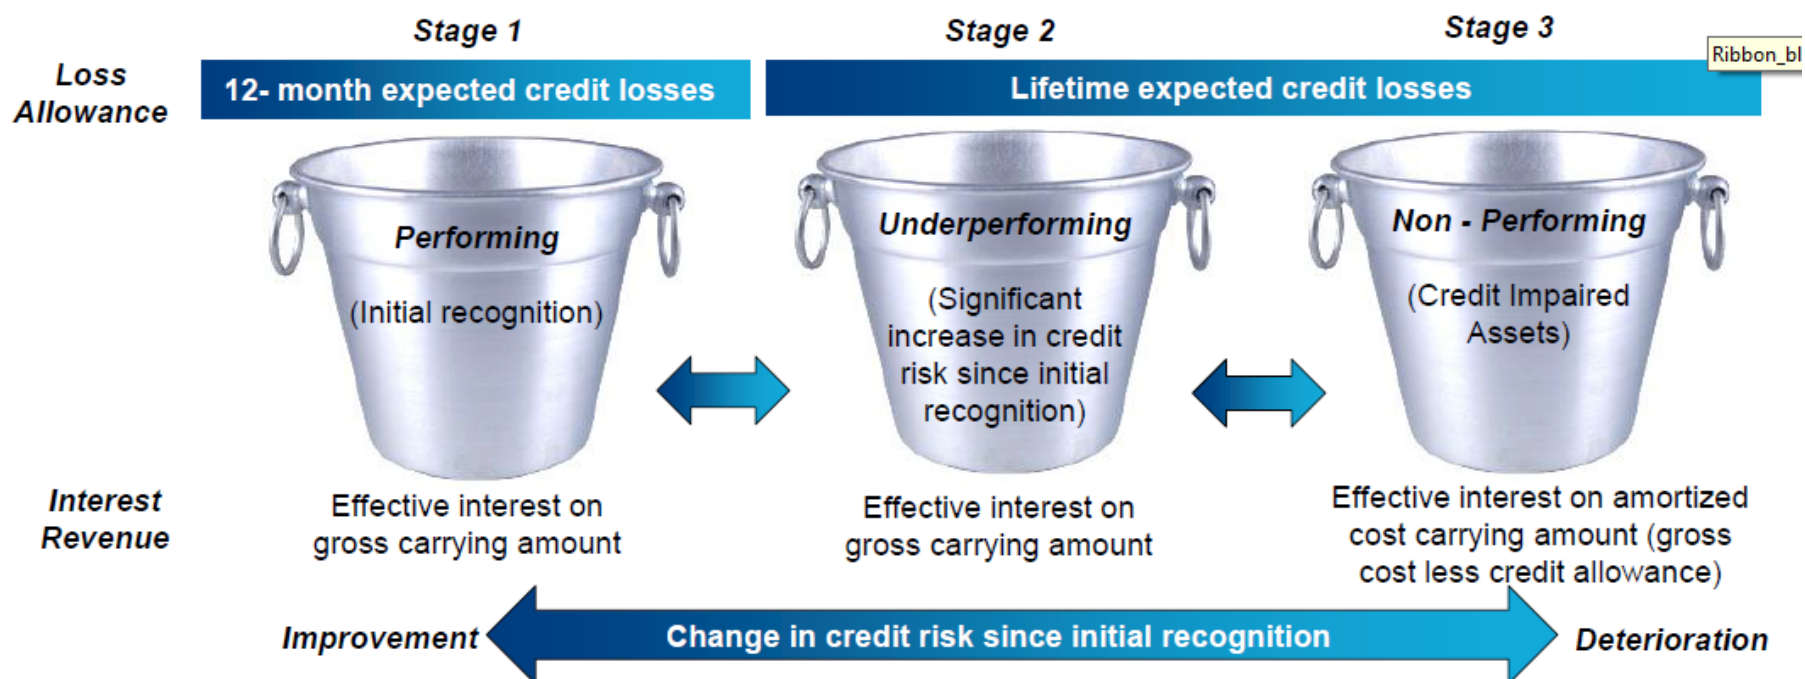 Stage 1
Stage 2
Stage 3
Ribbon_bl
Loss
Allowance
12- month expected credit losses
Lifetime expected credit losses
Performing
(Initial recognition)
Underperforming
(Significant
increase in credit
risk since initial
recognition)
Non - Performing
(Credit Impaired
Assets)
Interest
Revenue
Effective interest on
gross carrying amount
Effective interest on
gross carrying amount
Effective interest on amortized
cost carrying amount (gross
cost less credit allowance)
Improvement
Change in credit risk since initial recognition
Deterioration